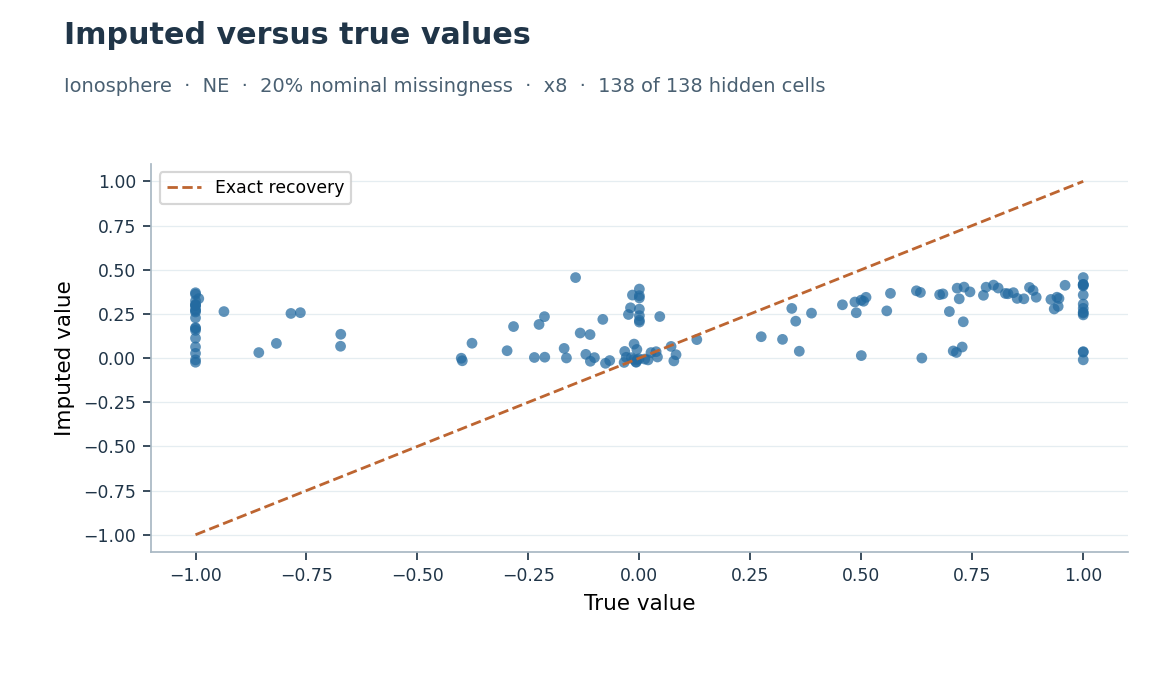 Imputed versus true values
Ionosphere · NE · 20% nominal missingness · x8 · 138 of 138 hidden cells
Exact recovery
Imputed value
1.00
0.75
0.50
0.25
0.00
−0.25
−0.50
−0.75
−1.00
−1.00 −0.75 −0.50 −0.25 0.00 0.25 0.50 0.75 1.00
True value